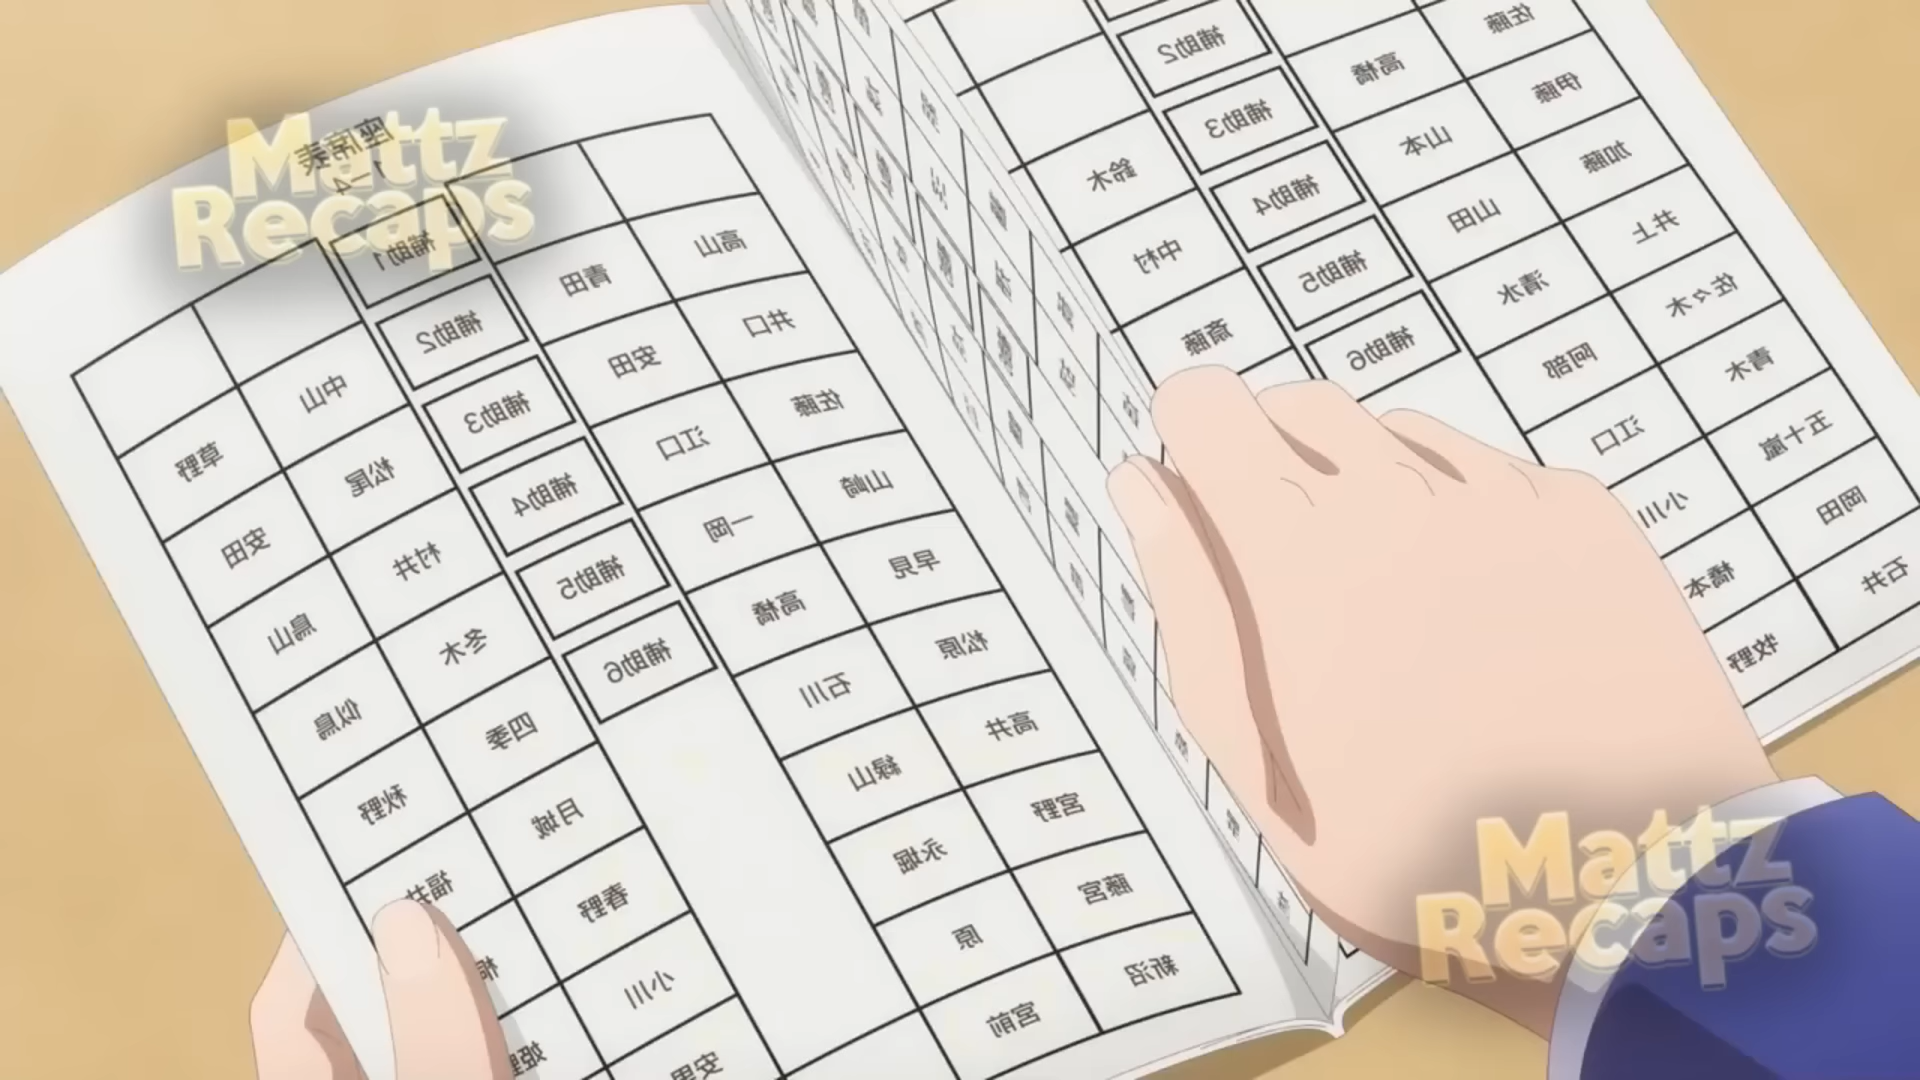 Mattz
Recaps
座席表
1-4
草野
安田
鳥山
似鳥
秋野
福井
中山
松尾
村井
冬木
四季
月城
春野
小川
補助1
補助2
補助3
補助4
補助5
補助6
青田
安田
江口
一岡
高橋
石川
緑山
永堀
原
宮前
高山
井口
佐藤
山崎
早見
松原
高井
宮野
藤宮
新沼
鈴木
中村
斎藤
補助2
補助3
補助4
補助5
補助6
高橋
山本
山田
清水
阿部
江口
小川
橋本
牧野
佐藤
伊藤
加藤
井上
佐々木
青木
五十嵐
岡田
石井
Mattz
Recaps